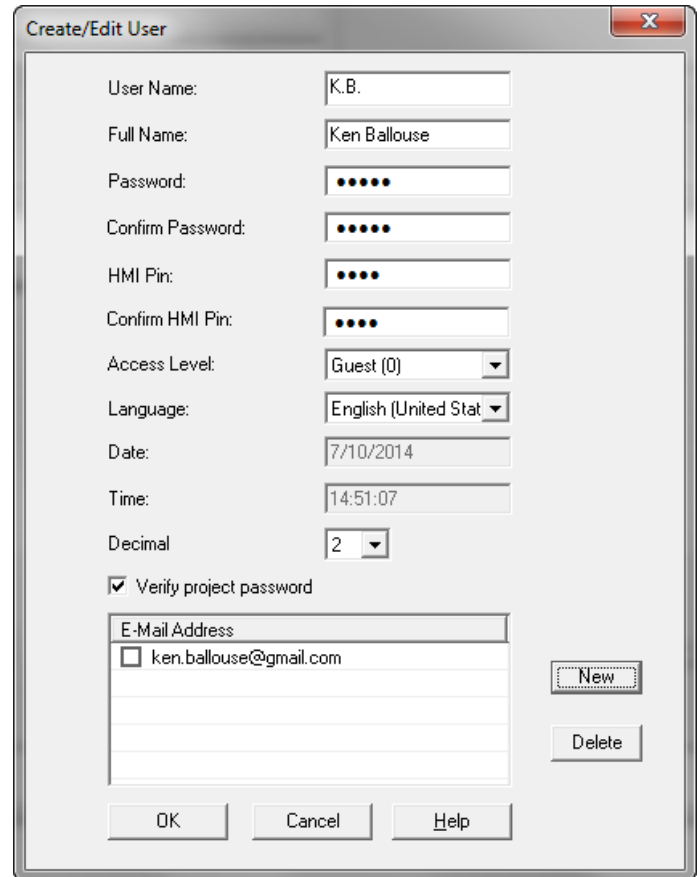 Create/Edit User
User Name: K.B.
Full Name: Ken Ballouse
Password: •••••
Confirm Password: •••••
HMI Pin: ••••
Confirm HMI Pin: ••••
Access Level: Guest (0)
Language: English (United Stat
Date: 7/10/2014
Time: 14:51:07
Decimal 2
Verify project password
E-Mail Address
ken.ballouse@gmail.com
New
Delete
OK Cancel Help